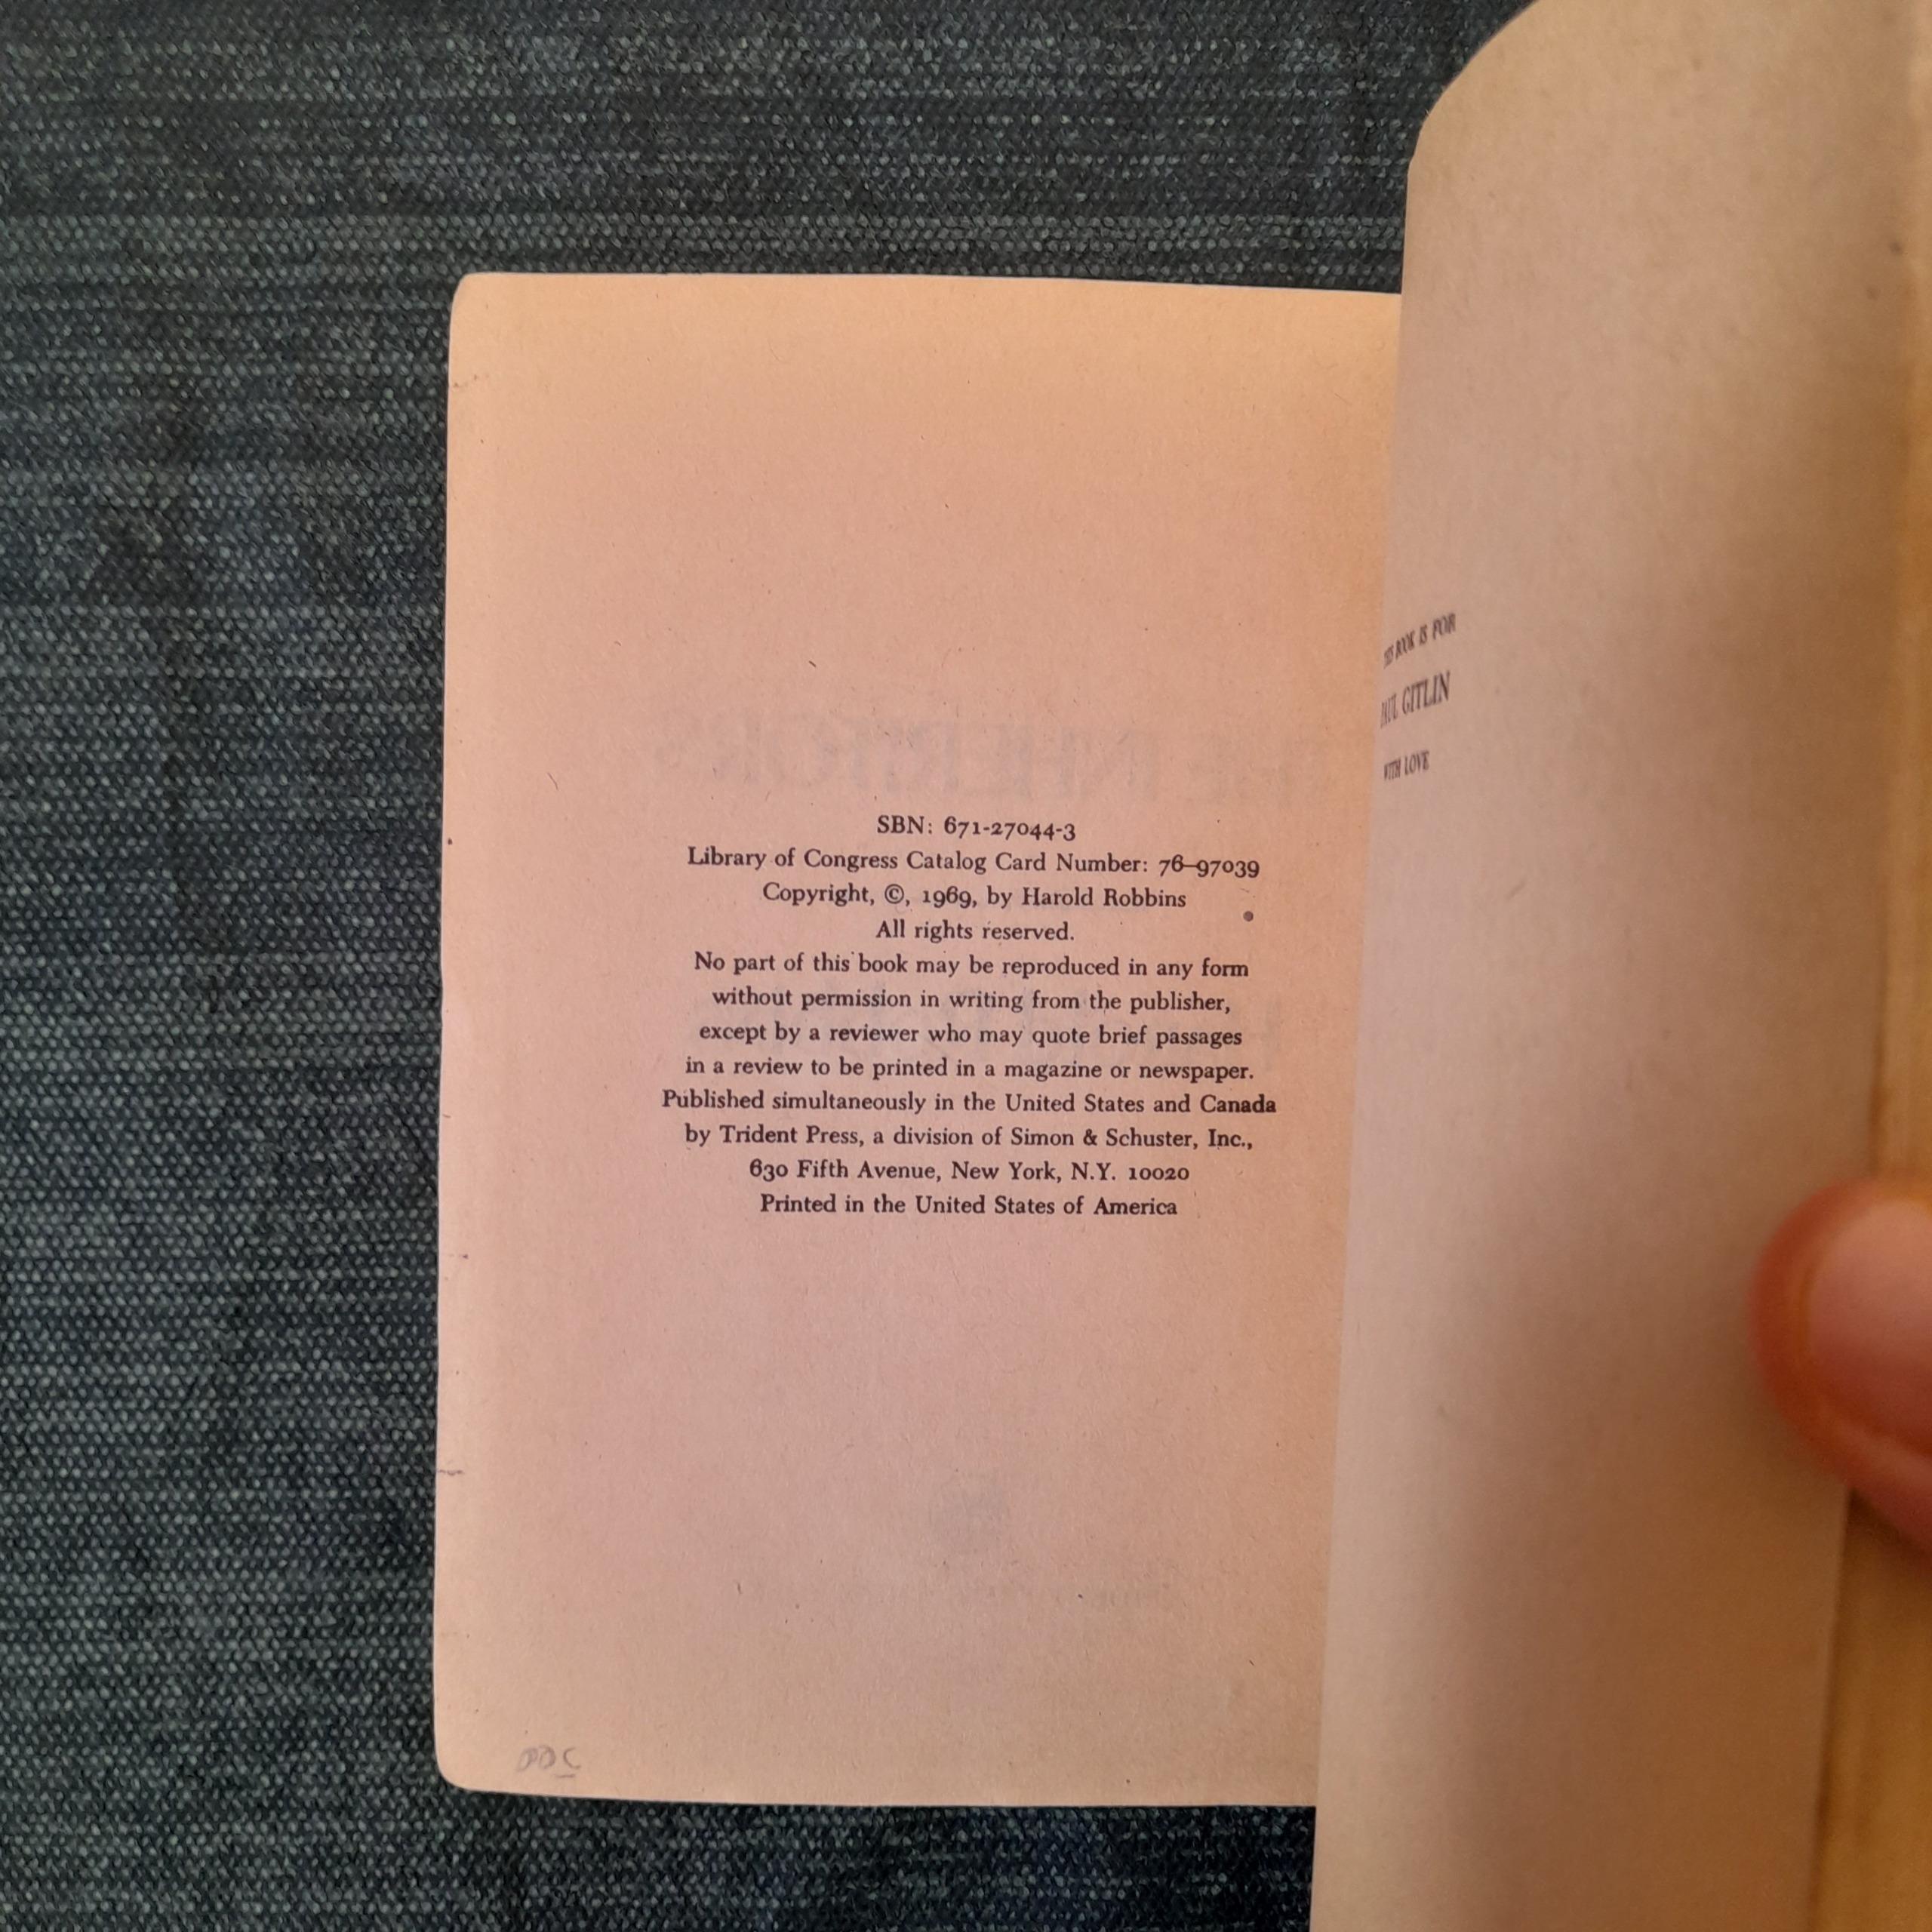 SBN: 671-27044-3
Library of Congress Catalog Card Number: 76–97039
Copyright, ©, 1969, by Harold Robbins
All rights reserved.
No part of this book may be reproduced in any form
without permission in writing from the publisher,
except by a reviewer who may quote brief passages
in a review to be printed in a magazine or newspaper.
Published simultaneously in the United States and Canada
by Trident Press, a division of Simon & Schuster, Inc.,
630 Fifth Avenue, New York, N.Y. 10020
Printed in the United States of America
THIS BOOK IS FOR
PAUL GITLIN
WITH LOVE